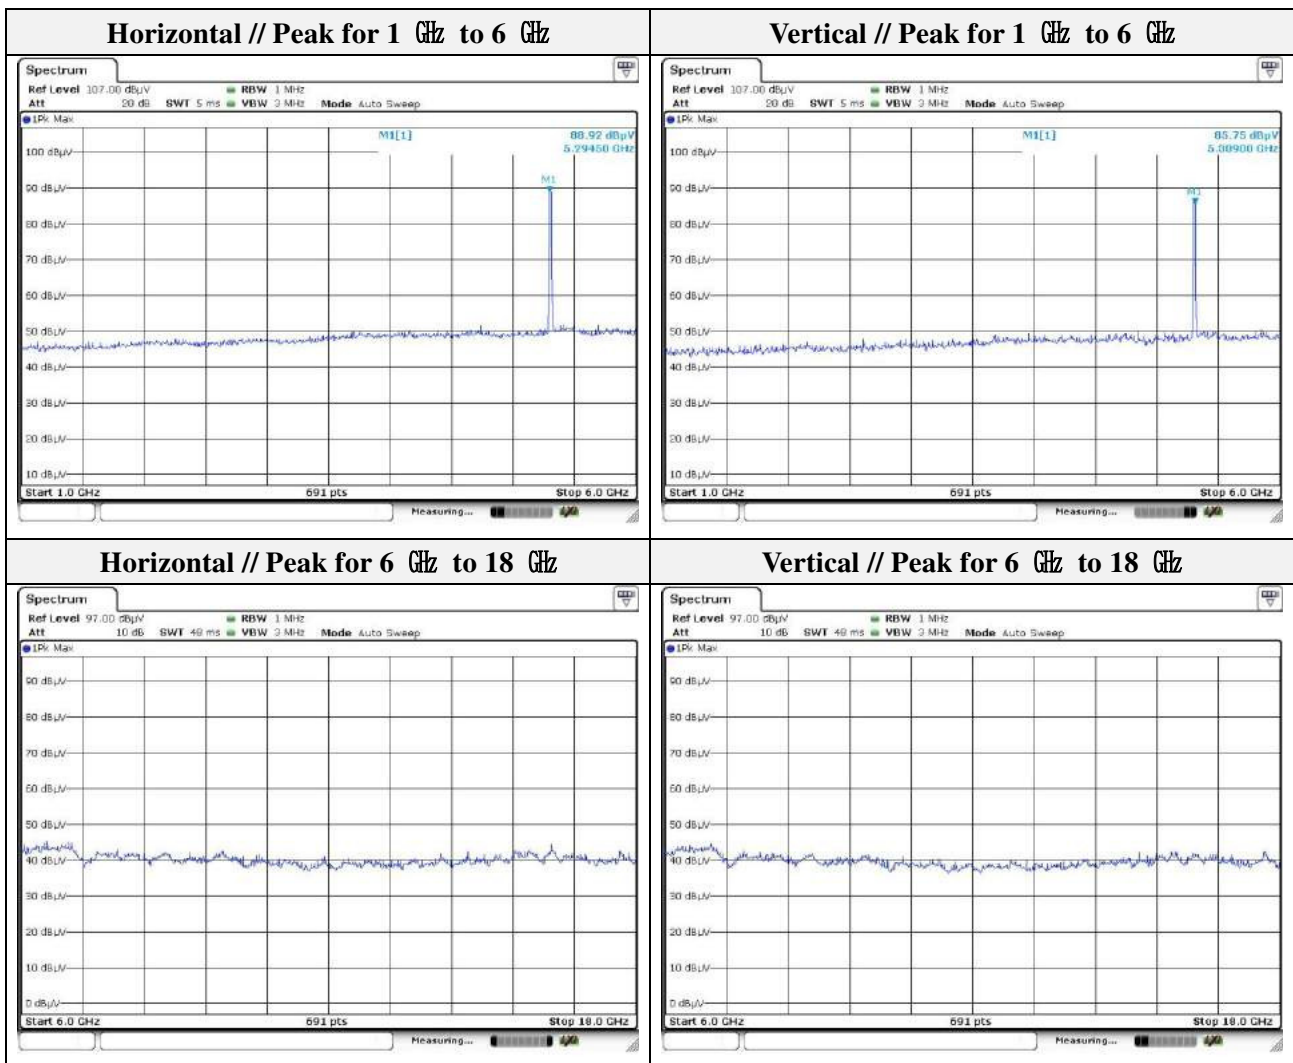 Horizontal // Peak for 1 ㎓ to 6 ㎓
Spectrum
Ref Level 107.00 dBµV RBW 1 MHz
Att 20 dB SWT 5 ms VBW 3 MHz Mode Auto Sweep
1Pk Max
M1[1] 88.92 dBµV
5.29450 GHz
M1
100 dBµV
90 dBµV
80 dBµV
70 dBµV
60 dBµV
50 dBµV
40 dBµV
30 dBµV
20 dBµV
10 dBµV
Start 1.0 GHz 691 pts Stop 6.0 GHz
Measuring...
Vertical // Peak for 1 ㎓ to 6 ㎓
Spectrum
Ref Level 107.00 dBµV RBW 1 MHz
Att 20 dB SWT 5 ms VBW 3 MHz Mode Auto Sweep
1Pk Max
M1[1] 85.75 dBµV
5.30900 GHz
M1
100 dBµV
90 dBµV
80 dBµV
70 dBµV
60 dBµV
50 dBµV
40 dBµV
30 dBµV
20 dBµV
10 dBµV
Start 1.0 GHz 691 pts Stop 6.0 GHz
Measuring...
Horizontal // Peak for 6 ㎓ to 18 ㎓
Spectrum
Ref Level 97.00 dBµV RBW 1 MHz
Att 10 dB SWT 48 ms VBW 3 MHz Mode Auto Sweep
1Pk Max
90 dBµV
80 dBµV
70 dBµV
60 dBµV
50 dBµV
40 dBµV
30 dBµV
20 dBµV
10 dBµV
0 dBµV
Start 6.0 GHz 691 pts Stop 18.0 GHz
Measuring...
Vertical // Peak for 6 ㎓ to 18 ㎓
Spectrum
Ref Level 97.00 dBµV RBW 1 MHz
Att 10 dB SWT 48 ms VBW 3 MHz Mode Auto Sweep
1Pk Max
90 dBµV
80 dBµV
70 dBµV
60 dBµV
50 dBµV
40 dBµV
30 dBµV
20 dBµV
10 dBµV
0 dBµV
Start 6.0 GHz 691 pts Stop 18.0 GHz
Measuring...